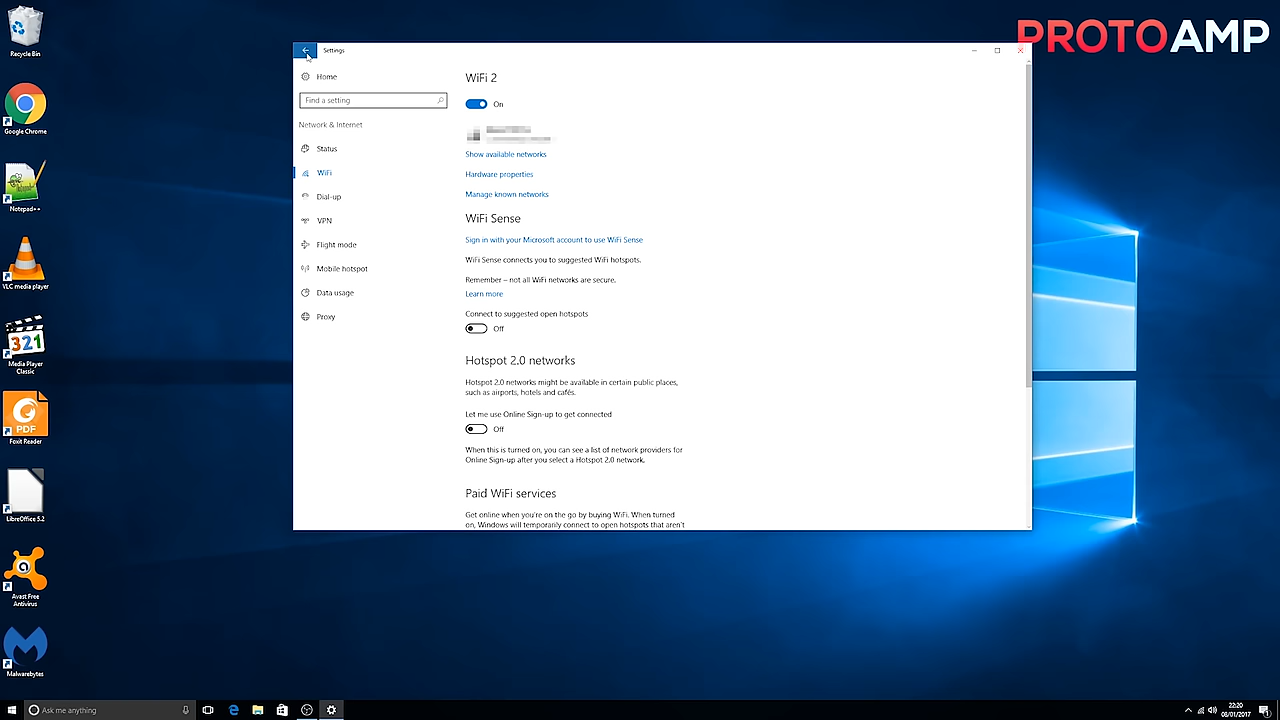 PROTOAMP
Recycle Bin
Google Chrome
Notepad++
VLC media player
321
Media Player
Classic
PDF
Foxit Reader
LibreOffice 5.2
Avast Free
Antivirus
Malwarebytes
Settings
Home
Find a setting
Network & Internet
Status
WiFi
Dial-up
VPN
Flight mode
Mobile hotspot
Data usage
Proxy
WiFi 2
On
Show available networks
Hardware properties
Manage known networks
WiFi Sense
Sign in with your Microsoft account to use WiFi Sense
WiFi Sense connects you to suggested WiFi hotspots.
Remember – not all WiFi networks are secure.
Learn more
Connect to suggested open hotspots
Off
Hotspot 2.0 networks
Hotspot 2.0 networks might be available in certain public places,
such as airports, hotels and cafés.
Let me use Online Sign-up to get connected
Off
When this is turned on, you can see a list of network providers for
Online Sign-up after you select a Hotspot 2.0 network.
Paid WiFi services
Get online when you're on the go by buying WiFi. When turned
on, Windows will temporarily connect to open hotspots that aren't
Ask me anything
22:20
06/01/2017